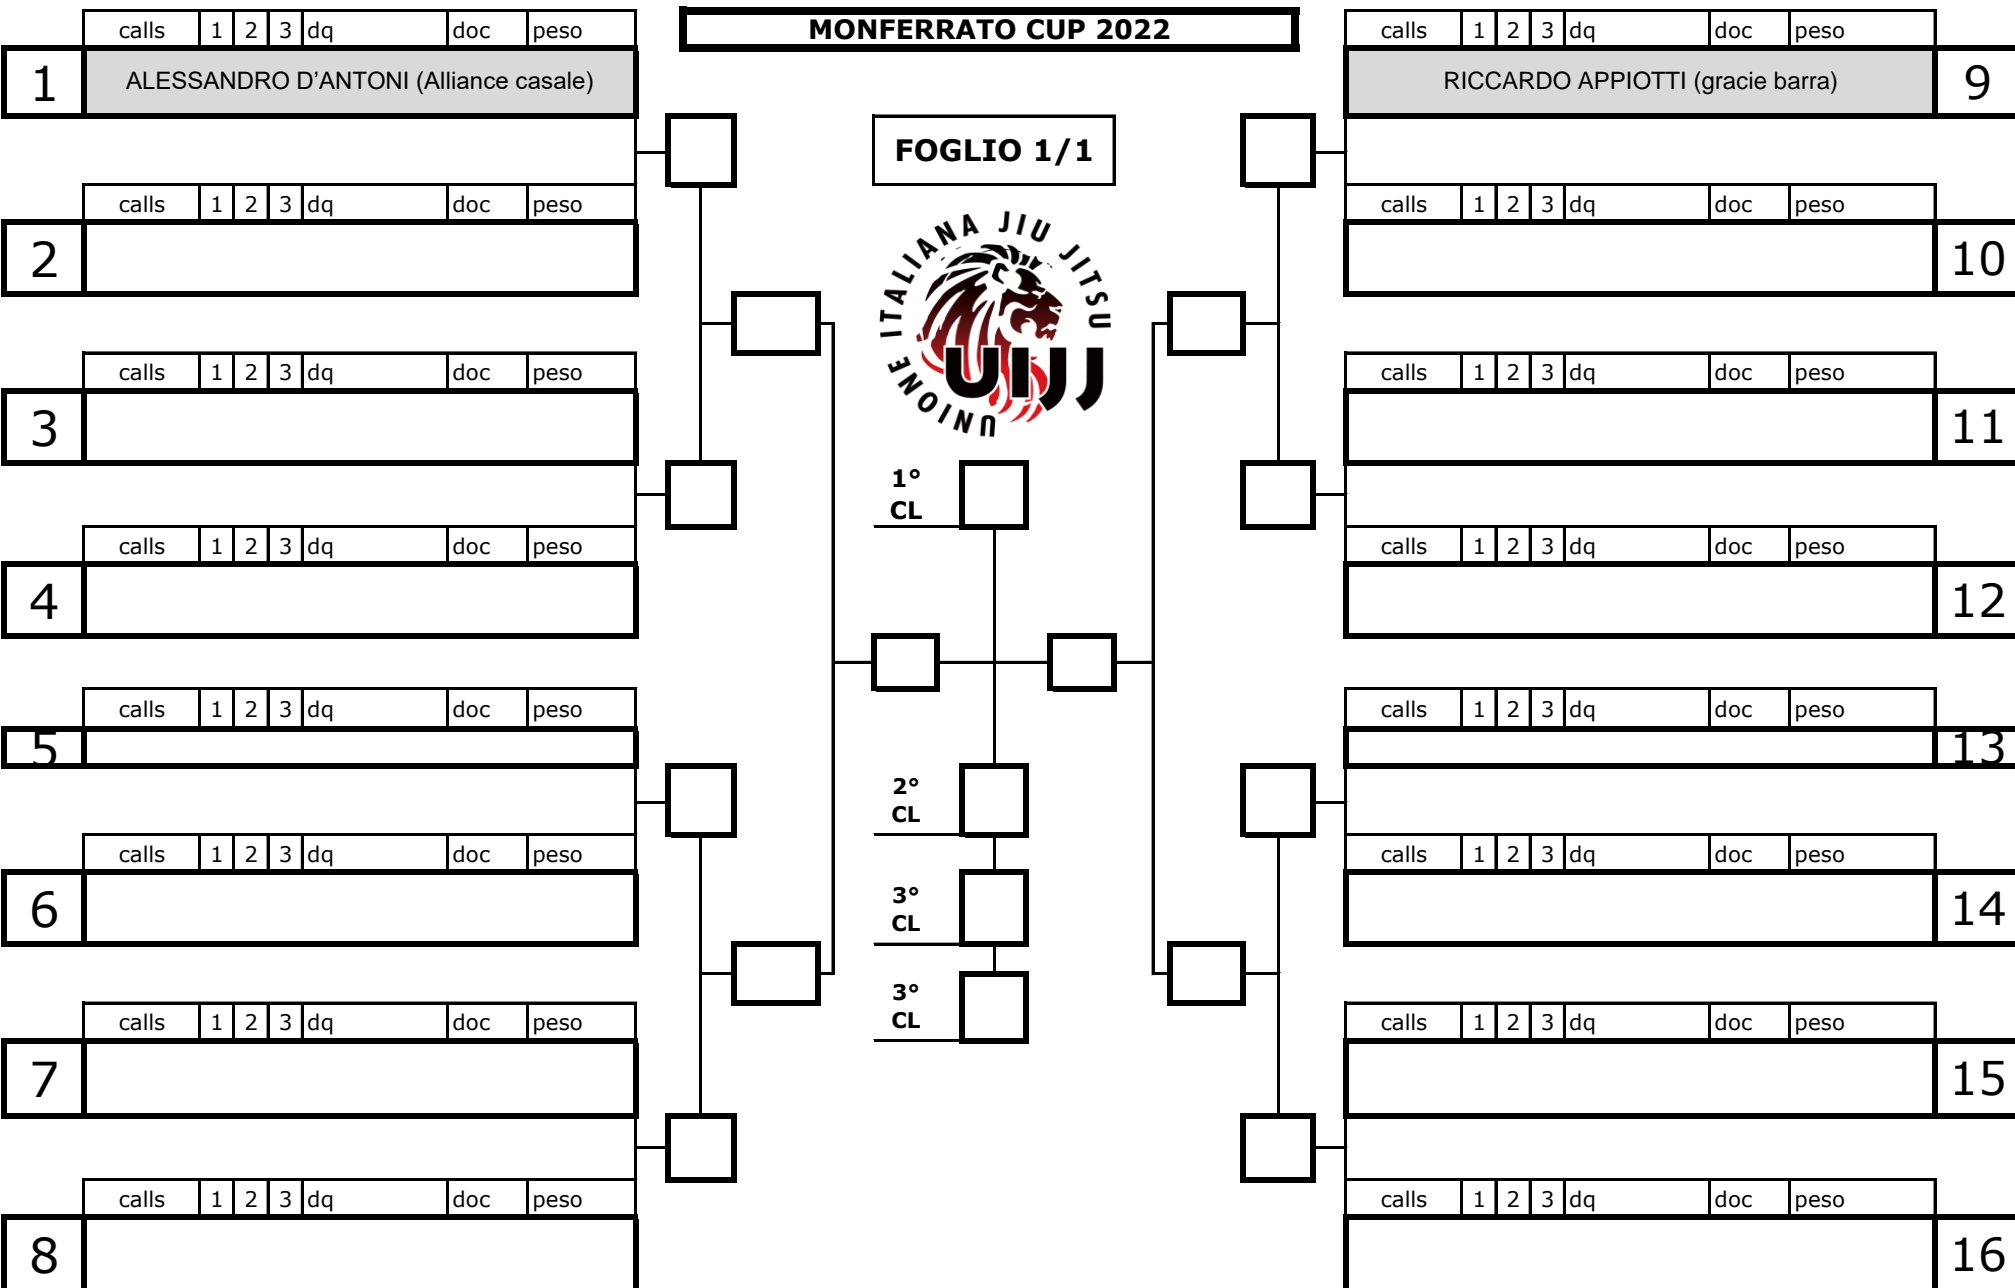 MONFERRATO CUP 2022
calls 1 2 3 dq doc peso
1 ALESSANDRO D’ANTONI (Alliance casale)
calls 1 2 3 dq doc peso
2
calls 1 2 3 dq doc peso
3
calls 1 2 3 dq doc peso
4
calls 1 2 3 dq doc peso
5
calls 1 2 3 dq doc peso
6
calls 1 2 3 dq doc peso
7
calls 1 2 3 dq doc peso
8
FOGLIO 1/1
UNIONE ITALIANA JIU JITSU
UIJJ
1°
CL
2°
CL
3°
CL
3°
CL
calls 1 2 3 dq doc peso
RICCARDO APPIOTTI (gracie barra) 9
calls 1 2 3 dq doc peso
10
calls 1 2 3 dq doc peso
11
calls 1 2 3 dq doc peso
12
calls 1 2 3 dq doc peso
13
calls 1 2 3 dq doc peso
14
calls 1 2 3 dq doc peso
15
calls 1 2 3 dq doc peso
16